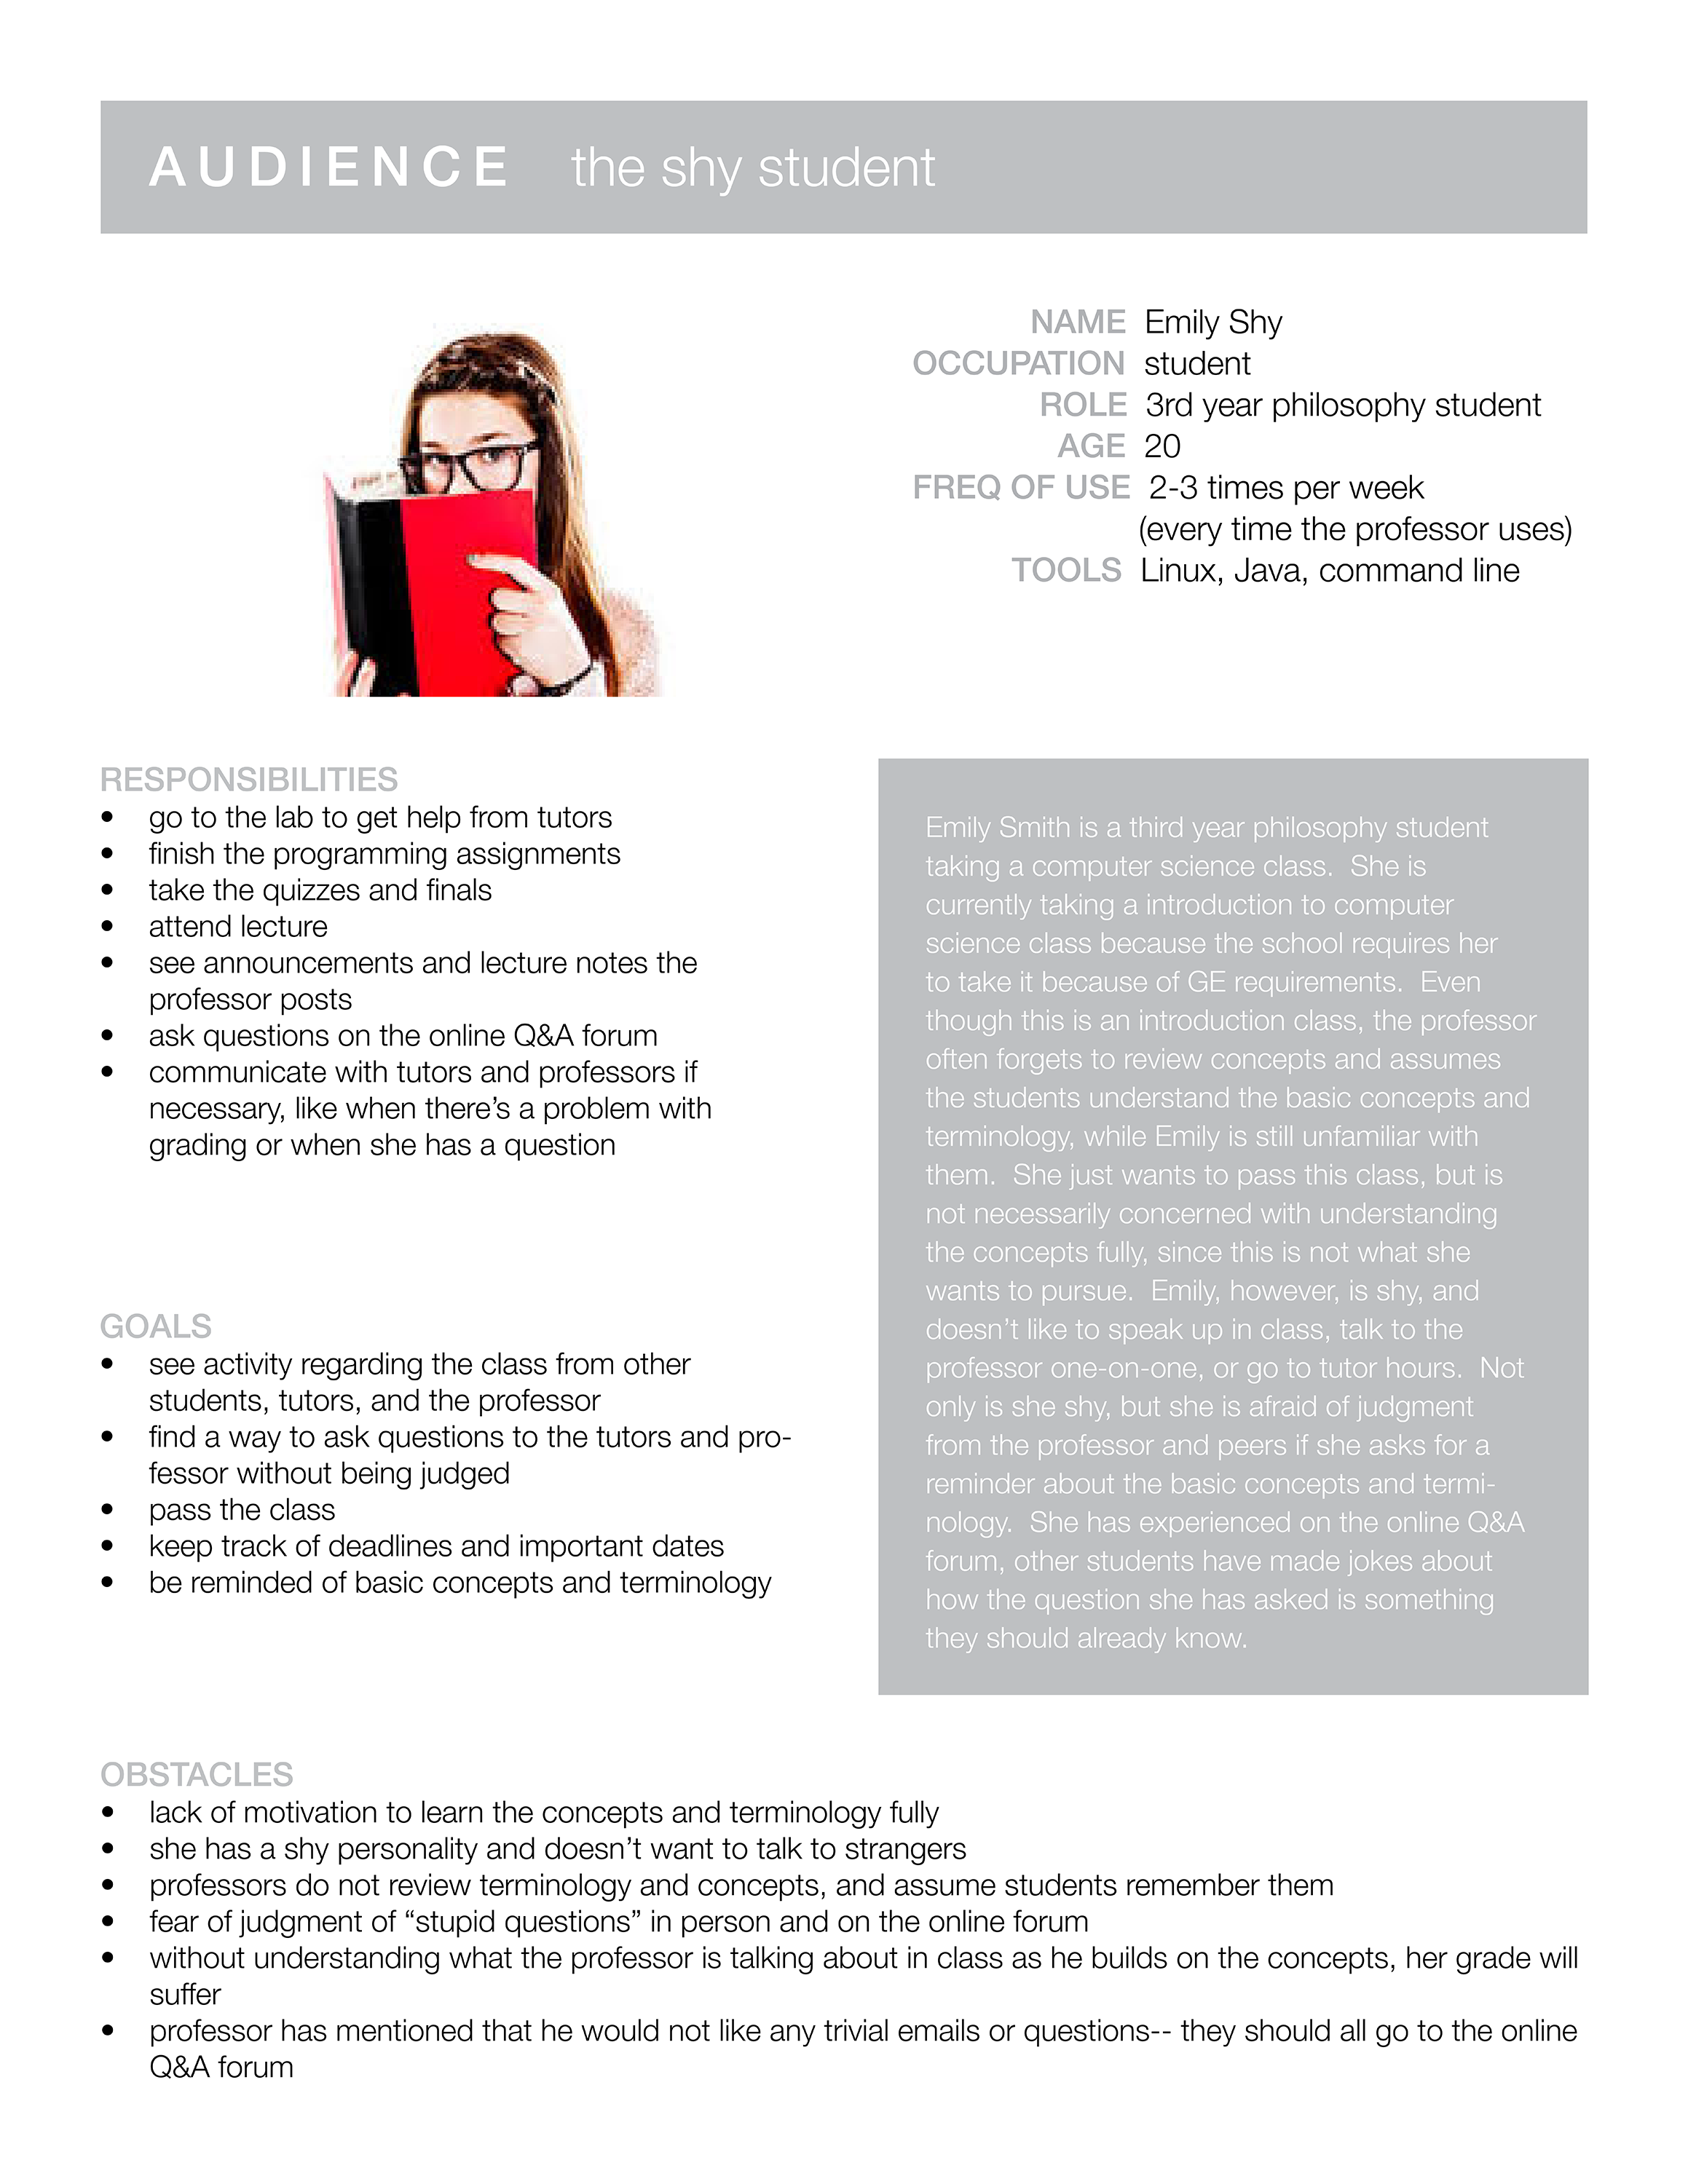 AUDIENCE the shy student
NAME Emily Shy
OCCUPATION student
ROLE 3rd year philosophy student
AGE 20
FREQ OF USE 2-3 times per week
(every time the professor uses)
TOOLS Linux, Java, command line
RESPONSIBILITIES
• go to the lab to get help from tutors
• finish the programming assignments
• take the quizzes and finals
• attend lecture
• see announcements and lecture notes the
professor posts
• ask questions on the online Q&A forum
• communicate with tutors and professors if
necessary, like when there’s a problem with
grading or when she has a question
GOALS
• see activity regarding the class from other
students, tutors, and the professor
• find a way to ask questions to the tutors and pro-
fessor without being judged
• pass the class
• keep track of deadlines and important dates
• be reminded of basic concepts and terminology
Emily Smith is a third year philosophy student
taking a computer science class. She is
currently taking a introduction to computer
science class because the school requires her
to take it because of GE requirements. Even
though this is an introduction class, the professor
often forgets to review concepts and assumes
the students understand the basic concepts and
terminology, while Emily is still unfamiliar with
them. She just wants to pass this class, but is
not necessarily concerned with understanding
the concepts fully, since this is not what she
wants to pursue. Emily, however, is shy, and
doesn’t like to speak up in class, talk to the
professor one-on-one, or go to tutor hours. Not
only is she shy, but she is afraid of judgment
from the professor and peers if she asks for a
reminder about the basic concepts and termi-
nology. She has experienced on the online Q&A
forum, other students have made jokes about
how the question she has asked is something
they should already know.
OBSTACLES
• lack of motivation to learn the concepts and terminology fully
• she has a shy personality and doesn’t want to talk to strangers
• professors do not review terminology and concepts, and assume students remember them
• fear of judgment of “stupid questions” in person and on the online forum
• without understanding what the professor is talking about in class as he builds on the concepts, her grade will
suffer
• professor has mentioned that he would not like any trivial emails or questions-- they should all go to the online
Q&A forum